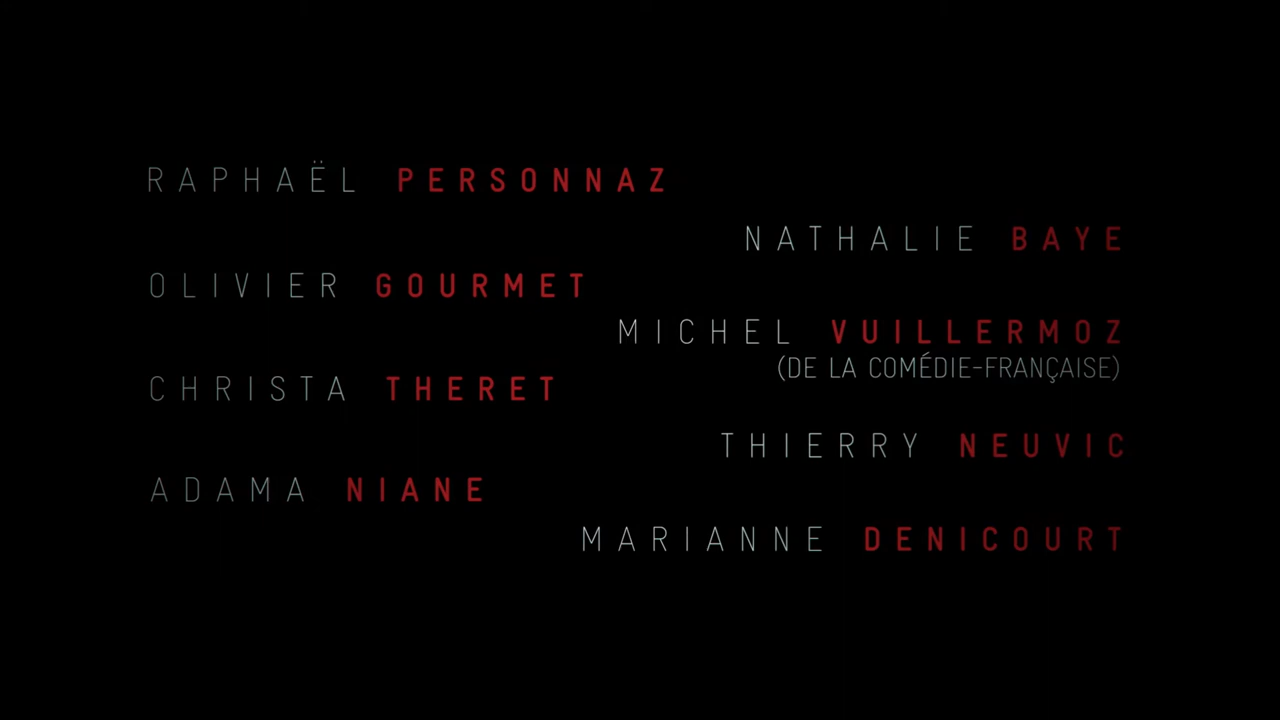 RAPHAËL PERSONNAZ
NATHALIE BAYE
OLIVIER GOURMET
MICHEL VUILLERMOZ
(DE LA COMÉDIE-FRANÇAISE)
CHRISTA THERET
THIERRY NEUVIC
ADAMA NIANE
MARIANNE DENICOURT